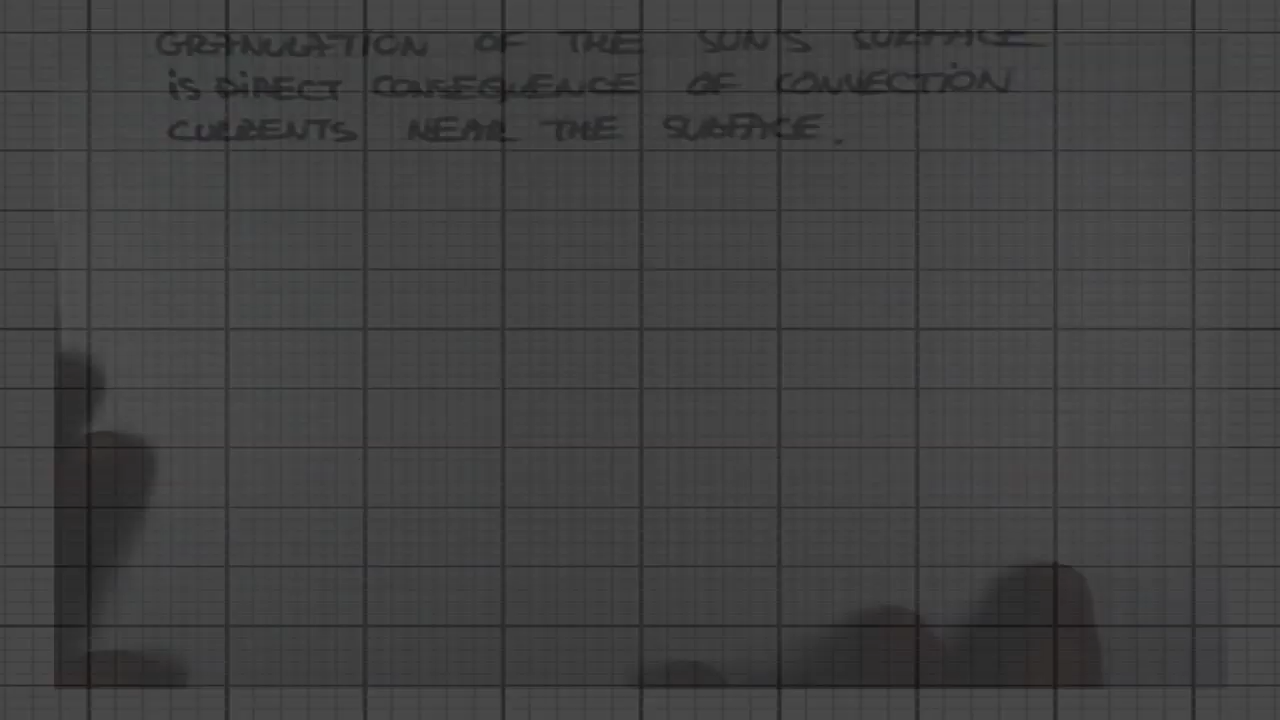 GRANULATION OF THE SUN'S SURFACE
iS DiRECT CONSEQUENCE OF CONVECTiON
CURRENTS NEAR THE SURFACE.